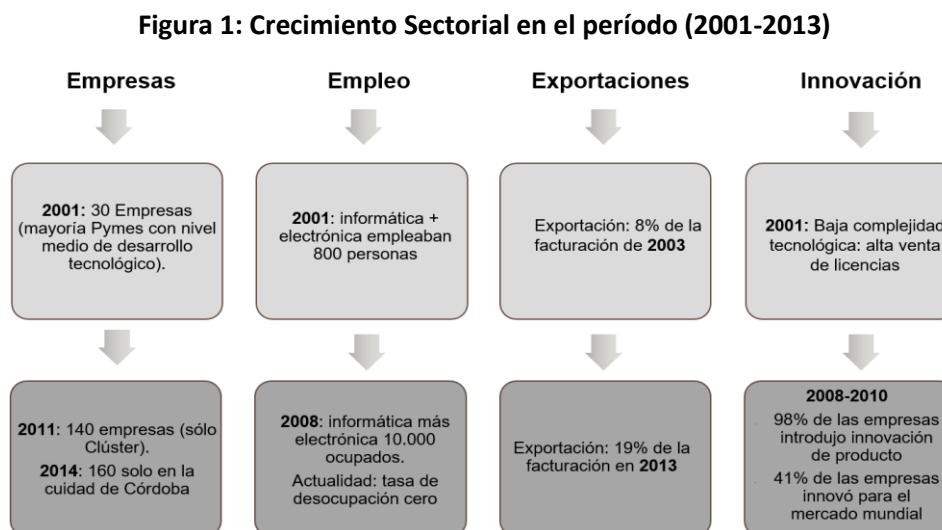 Figura 1: Crecimiento Sectorial en el período (2001-2013)
Empresas
Empleo
Exportaciones
Innovación
2001: 30 Empresas
(mayoría Pymes con nivel
medio de desarrollo
tecnológico).
2001: informática +
electrónica empleaban
800 personas
Exportación: 8% de la
facturación de 2003
2001: Baja complejidad
tecnológica: alta venta
de licencias
2011: 140 empresas (sólo
Clúster).
2014: 160 solo en la
cuidad de Córdoba
2008: informática más
electrónica 10.000
ocupados.
Actualidad: tasa de
desocupación cero
Exportación: 19% de la
facturación en 2013
2008-2010
98% de las empresas
introdujo innovación
de producto
41% de las empresas
innovó para el
mercado mundial